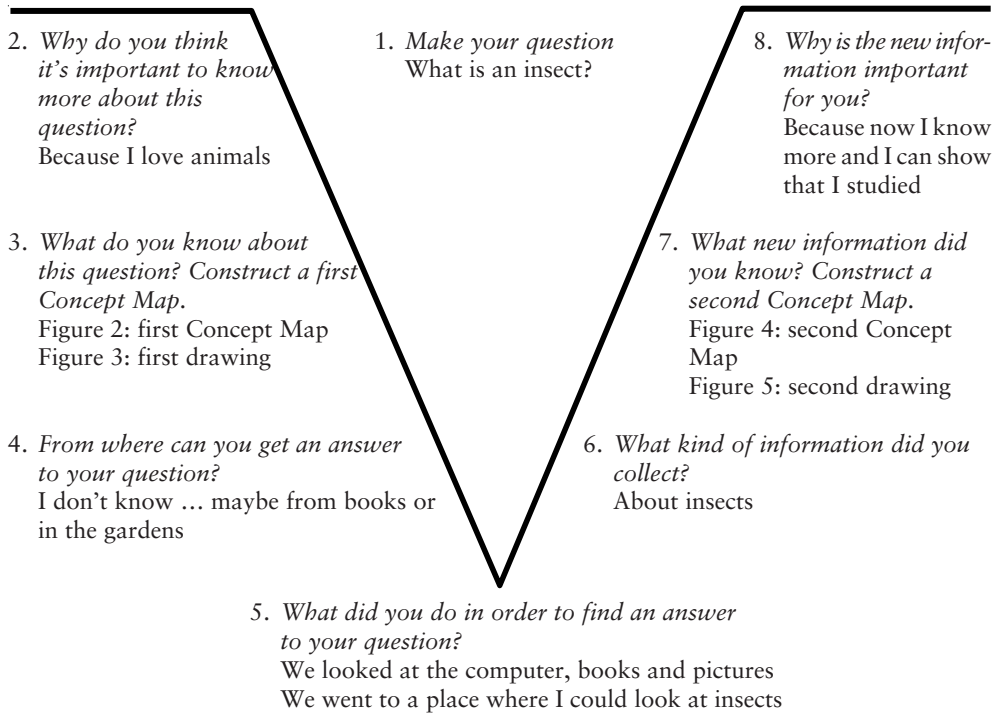 1. Make your question
What is an insect?
2. Why do you think
it's important to know
more about this
question?
Because I love animals
3. What do you know about
this question? Construct a first
Concept Map.
Figure 2: first Concept Map
Figure 3: first drawing
4. From where can you get an answer
to your question?
I don't know … maybe from books or
in the gardens
5. What did you do in order to find an answer
to your question?
We looked at the computer, books and pictures
We went to a place where I could look at insects
6. What kind of information did you
collect?
About insects
7. What new information did
you know? Construct a
second Concept Map.
Figure 4: second Concept
Map
Figure 5: second drawing
8. Why is the new infor-
mation important
for you?
Because now I know
more and I can show
that I studied